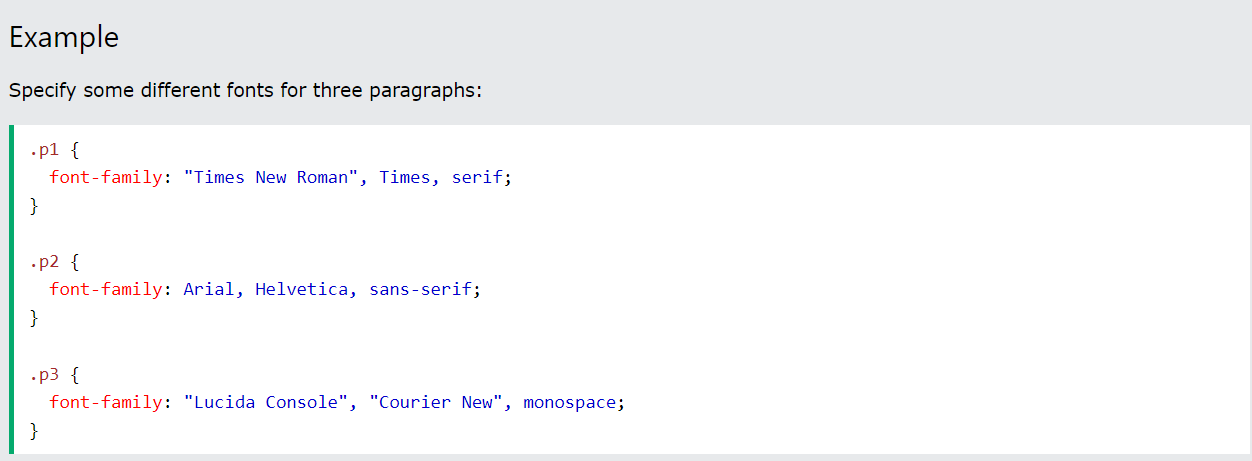 Example
Specify some different fonts for three paragraphs:
.p1 {
  font-family: "Times New Roman", Times, serif;
}
.p2 {
  font-family: Arial, Helvetica, sans-serif;
}
.p3 {
  font-family: "Lucida Console", "Courier New", monospace;
}